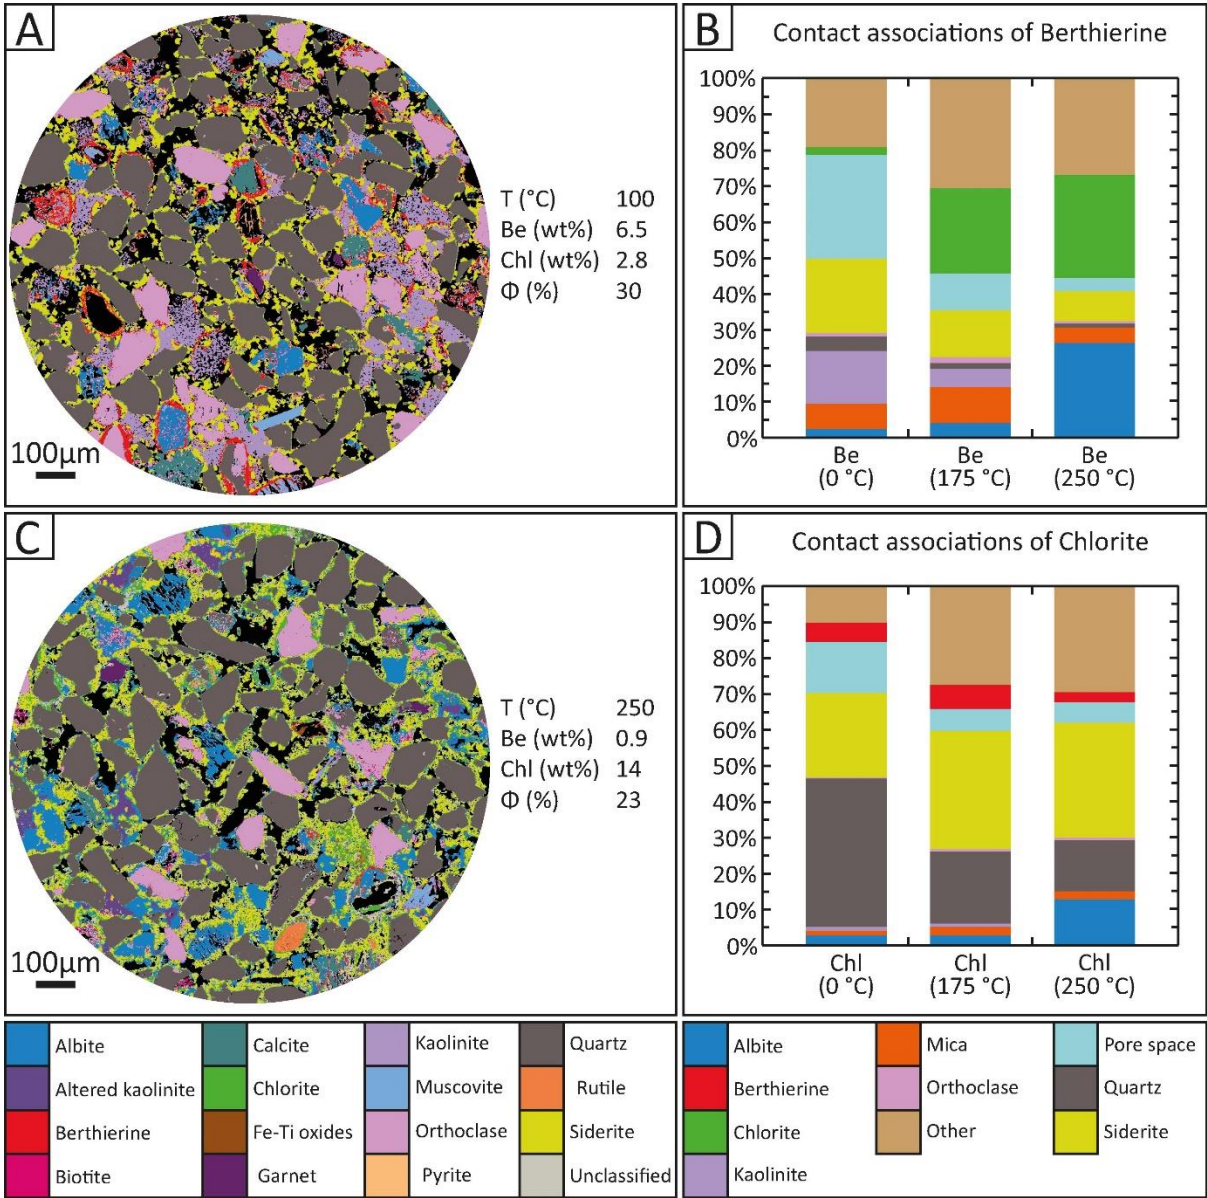 A
T (°C) 100
Be (wt%) 6.5
Chl (wt%) 2.8
Φ (%) 30
100µm
B
Contact associations of Berthierine
100%
90%
80%
70%
60%
50%
40%
30%
20%
10%
0%
Be Be Be
(0 °C) (175 °C) (250 °C)
C
T (°C) 250
Be (wt%) 0.9
Chl (wt%) 14
Φ (%) 23
100µm
D
Contact associations of Chlorite
100%
90%
80%
70%
60%
50%
40%
30%
20%
10%
0%
Chl Chl Chl
(0 °C) (175 °C) (250 °C)
Albite Calcite Kaolinite Quartz
Altered kaolinite Chlorite Muscovite Rutile
Berthierine Fe-Ti oxides Orthoclase Siderite
Biotite Garnet Pyrite Unclassified
Albite Mica Pore space
Berthierine Orthoclase Quartz
Chlorite Other Siderite
Kaolinite